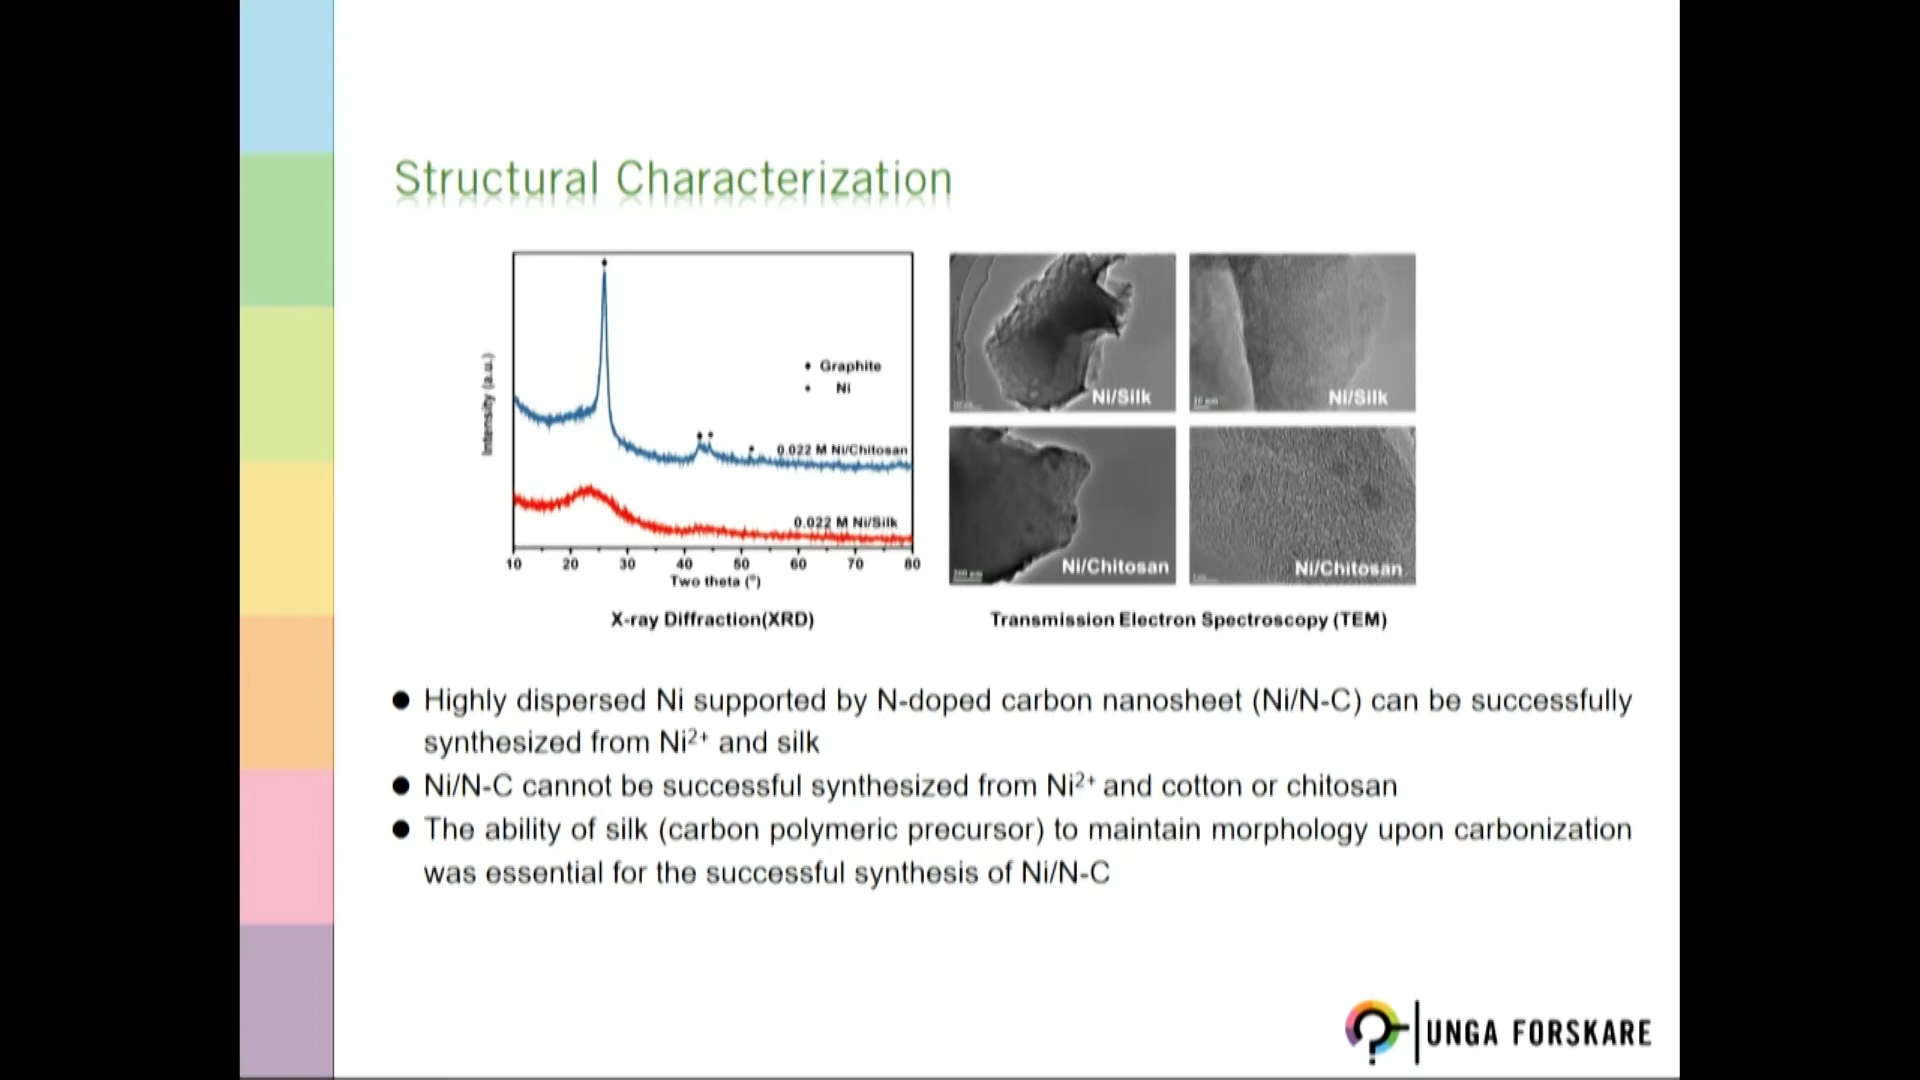 Structural Characterization
Intensity (a.u.)
Graphite
Ni
0.022 M Ni/Chitosan
0.022 M Ni/Silk
10 20 30 40 50 60 70 80
Two theta (°)
X-ray Diffraction(XRD)
Ni/Silk
Ni/Silk
Ni/Chitosan
Ni/Chitosan
Transmission Electron Spectroscopy (TEM)
● Highly dispersed Ni supported by N-doped carbon nanosheet (Ni/N-C) can be successfully
synthesized from Ni²⁺ and silk
● Ni/N-C cannot be successful synthesized from Ni²⁺ and cotton or chitosan
● The ability of silk (carbon polymeric precursor) to maintain morphology upon carbonization
was essential for the successful synthesis of Ni/N-C
UNGA FORSKARE